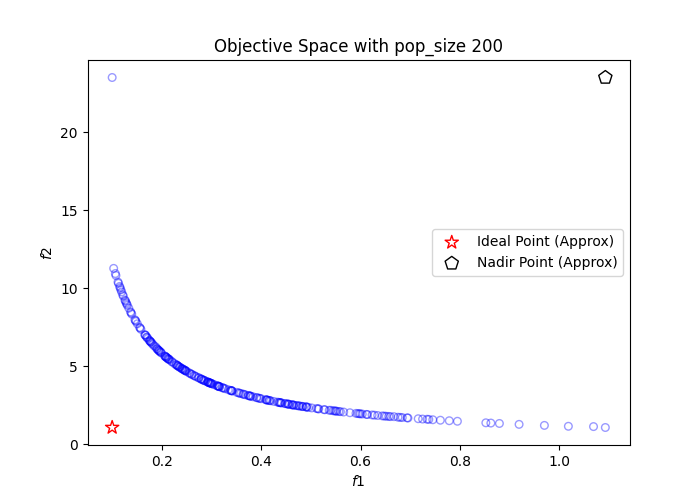 Objective Space with pop_size 200
20
15
10
5
0
f2
Ideal Point (Approx)
Nadir Point (Approx)
0.2 0.4 0.6 0.8 1.0
f1